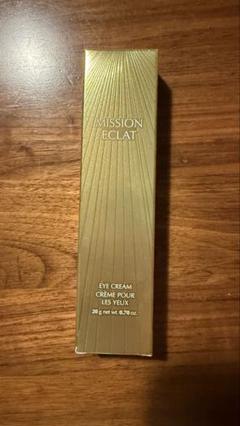 MISSION
ECLAT
EYE CREAM
CRÈME POUR
LES YEUX
20 g net wt. 0.70 oz.